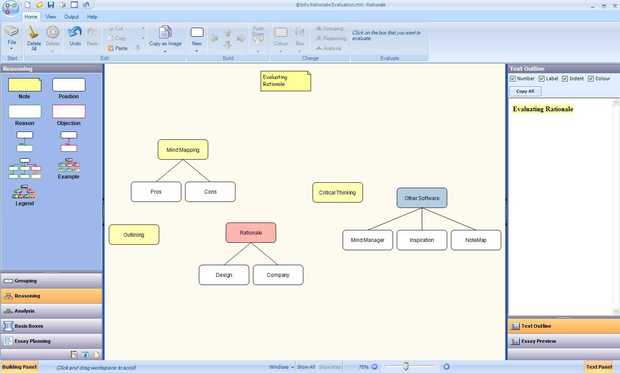 Info Rationale Evaluation.rntl - Rationale
Home View Output Help
File
Delete All
Delete
Undo
Redo
Cut
Copy
Paste
Copy as Image
New
Colour
Box
Grouping
Reasoning
Analysis
Click on the box that you want to evaluate.
Start Edit Build Change Evaluate
Reasoning
Note Position
Reason Objection
Example
Legend
Grouping
Reasoning
Analysis
Basis Boxes
Essay Planning
Building Panel
Click and drag workspace to scroll
Evaluating
Rationale
Mind Mapping
Pros Cons
Critical Thinking
Other Software
Outlining
Rationale
Mind Manager Inspiration NoteMap
Design Company
Windows Show All Show Map 75%
Text Outline
Number Label Indent Colour
Copy All
Evaluating Rationale
Text Outline
Essay Preview
Text Panel